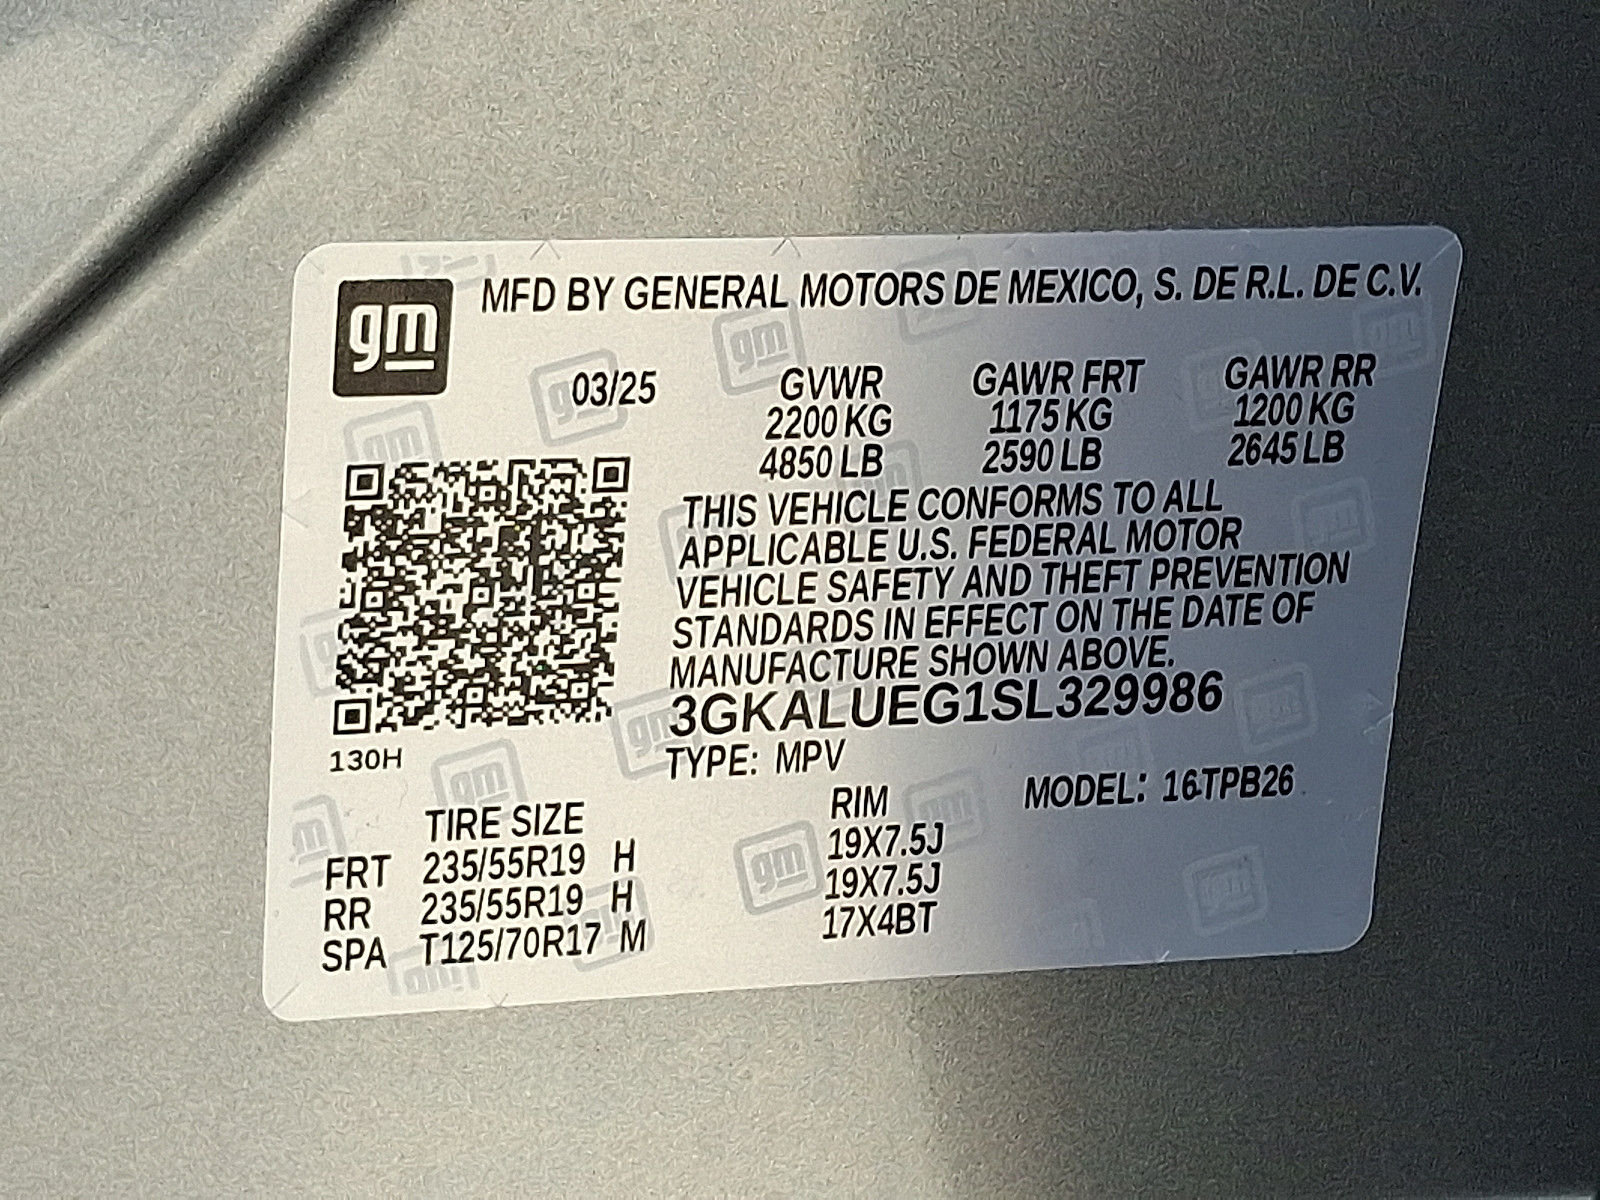 gm MFD BY GENERAL MOTORS DE MEXICO, S. DE R.L. DE C.V.
03/25 GVWR GAWR FRT GAWR RR
2200 KG 1175 KG 1200 KG
4850 LB 2590 LB 2645 LB
THIS VEHICLE CONFORMS TO ALL
APPLICABLE U.S. FEDERAL MOTOR
VEHICLE SAFETY AND THEFT PREVENTION
STANDARDS IN EFFECT ON THE DATE OF
MANUFACTURE SHOWN ABOVE.
3GKALUEG1SL329986
130H
TYPE: MPV
MODEL: 16TPB26
TIRE SIZE RIM
FRT 235/55R19 H 19X7.5J
RR 235/55R19 H 19X7.5J
SPA T125/70R17 M 17X4BT